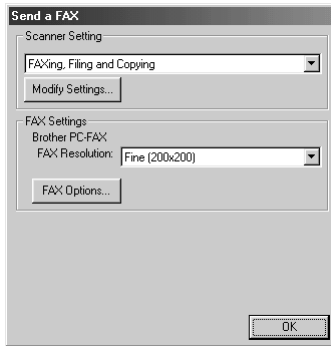 Send a FAX
Scanner Setting
FAXing, Filing and Copying
Modify Settings...
FAX Settings
Brother PC-FAX
FAX Resolution: Fine (200x200)
FAX Options...
OK